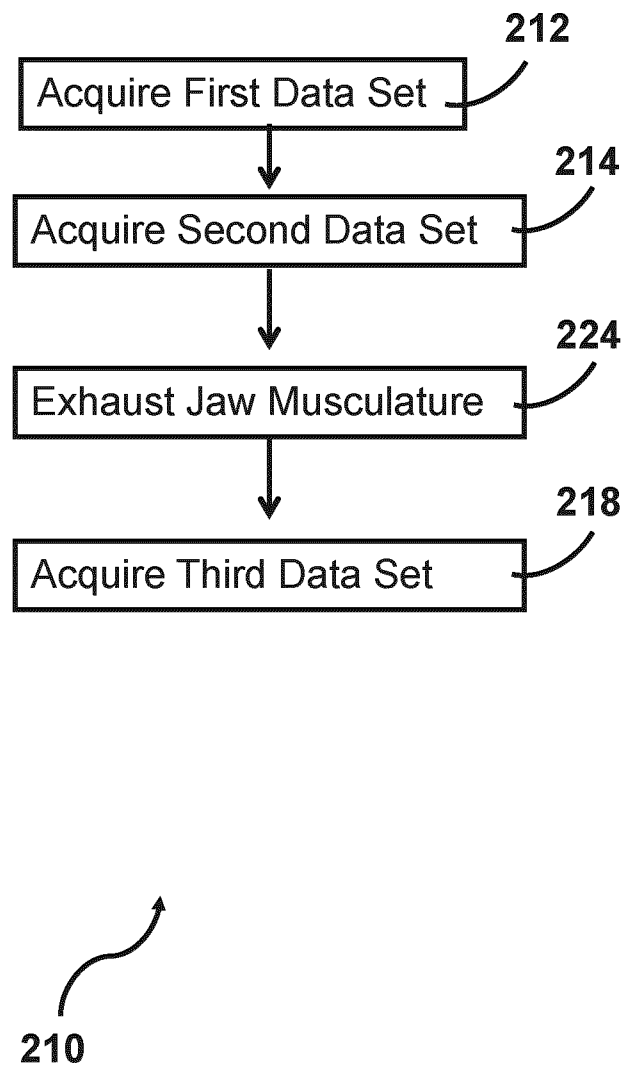 212
Acquire First Data Set
214
Acquire Second Data Set
224
Exhaust Jaw Musculature
218
Acquire Third Data Set
210